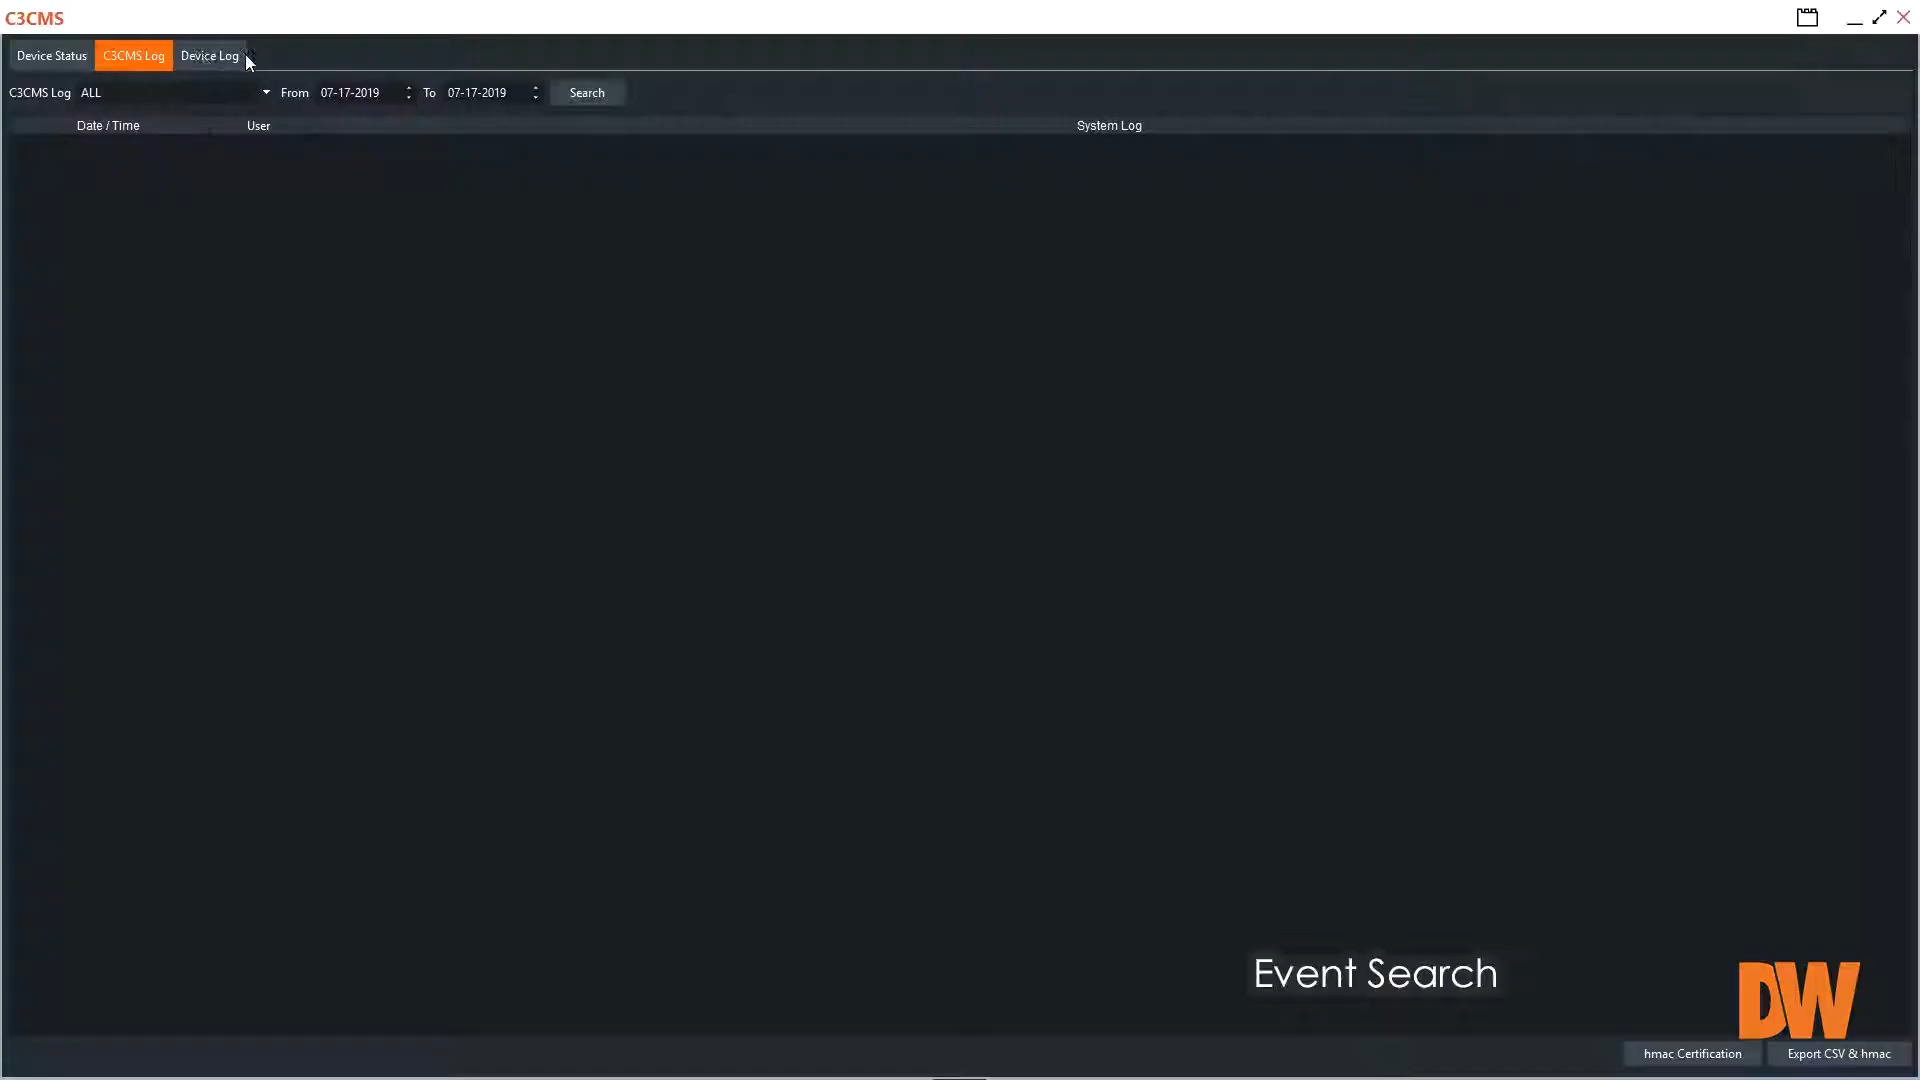 C3CMS
Device Status C3CMS Log Device Log
C3CMS Log ALL From 07-17-2019 To 07-17-2019 Search
Date / Time User System Log
Event Search
DW
hmac Certification Export CSV & hmac